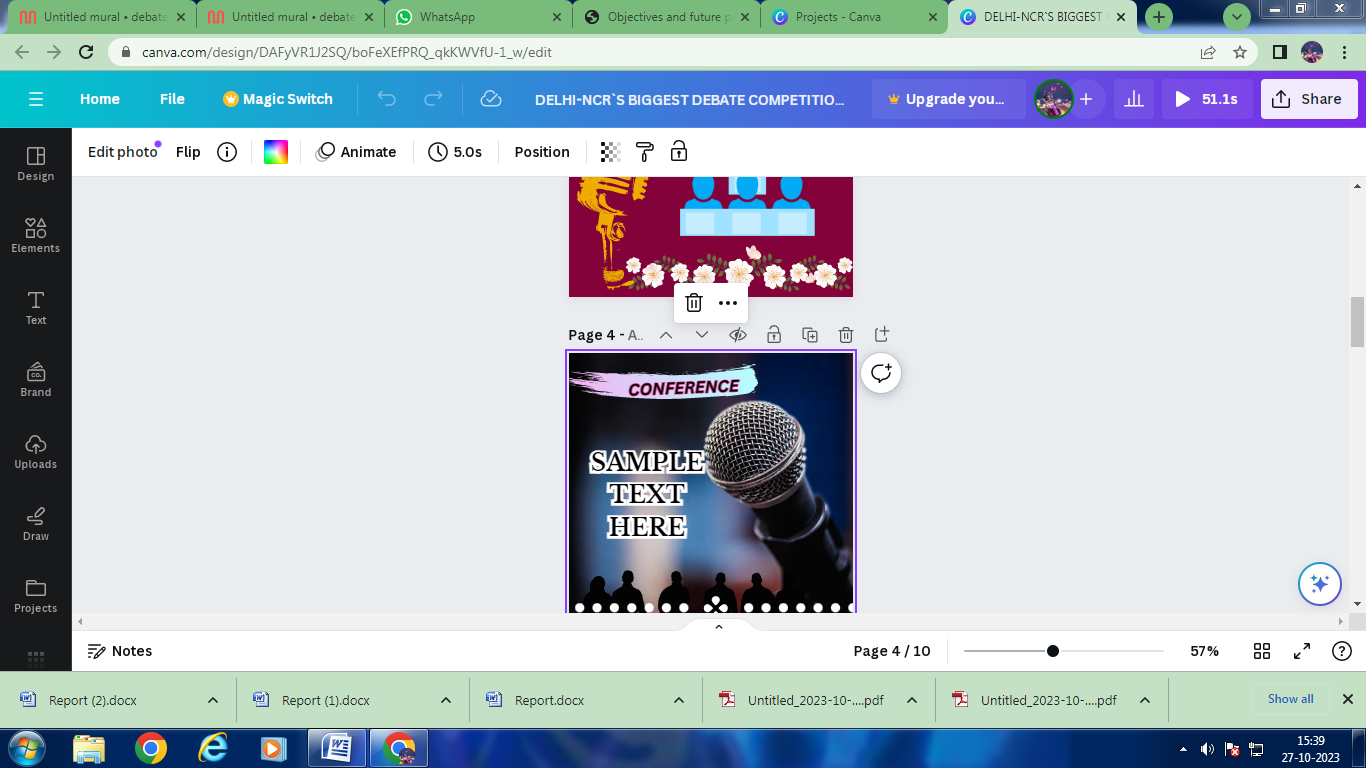 Untitled mural • debate
Untitled mural • debate
WhatsApp
Objectives and future p
Projects - Canva
DELHI-NCR`S BIGGEST
canva.com/design/DAFyVR1J2SQ/boFeXEfPRQ_qkKWVfU-1_w/edit
Home
File
Magic Switch
DELHI-NCR`S BIGGEST DEBATE COMPETITIO...
Upgrade you...
51.1s
Share
Edit photo
Flip
Animate
5.0s
Position
Design
Elements
Text
CO.
Brand
Uploads
Draw
Projects
Page 4 - A..
CONFERENCE
SAMPLE
TEXT
HERE
Notes
Page 4 / 10
57%
Report (2).docx
Report (1).docx
Report.docx
Untitled_2023-10-....pdf
Untitled_2023-10-....pdf
Show all
15:39
27-10-2023